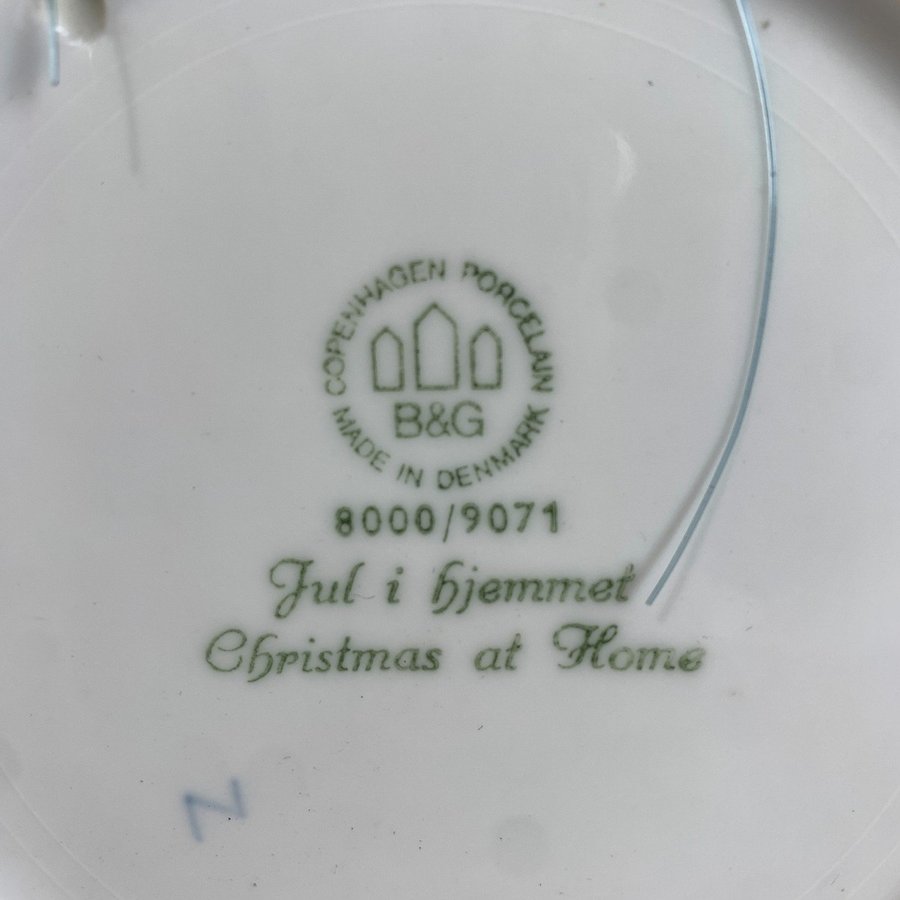 COPENHAGEN PORCELAIN
B&G
MADE IN DENMARK
8000/9071
Jul i hjemmet
Christmas at Home
Z